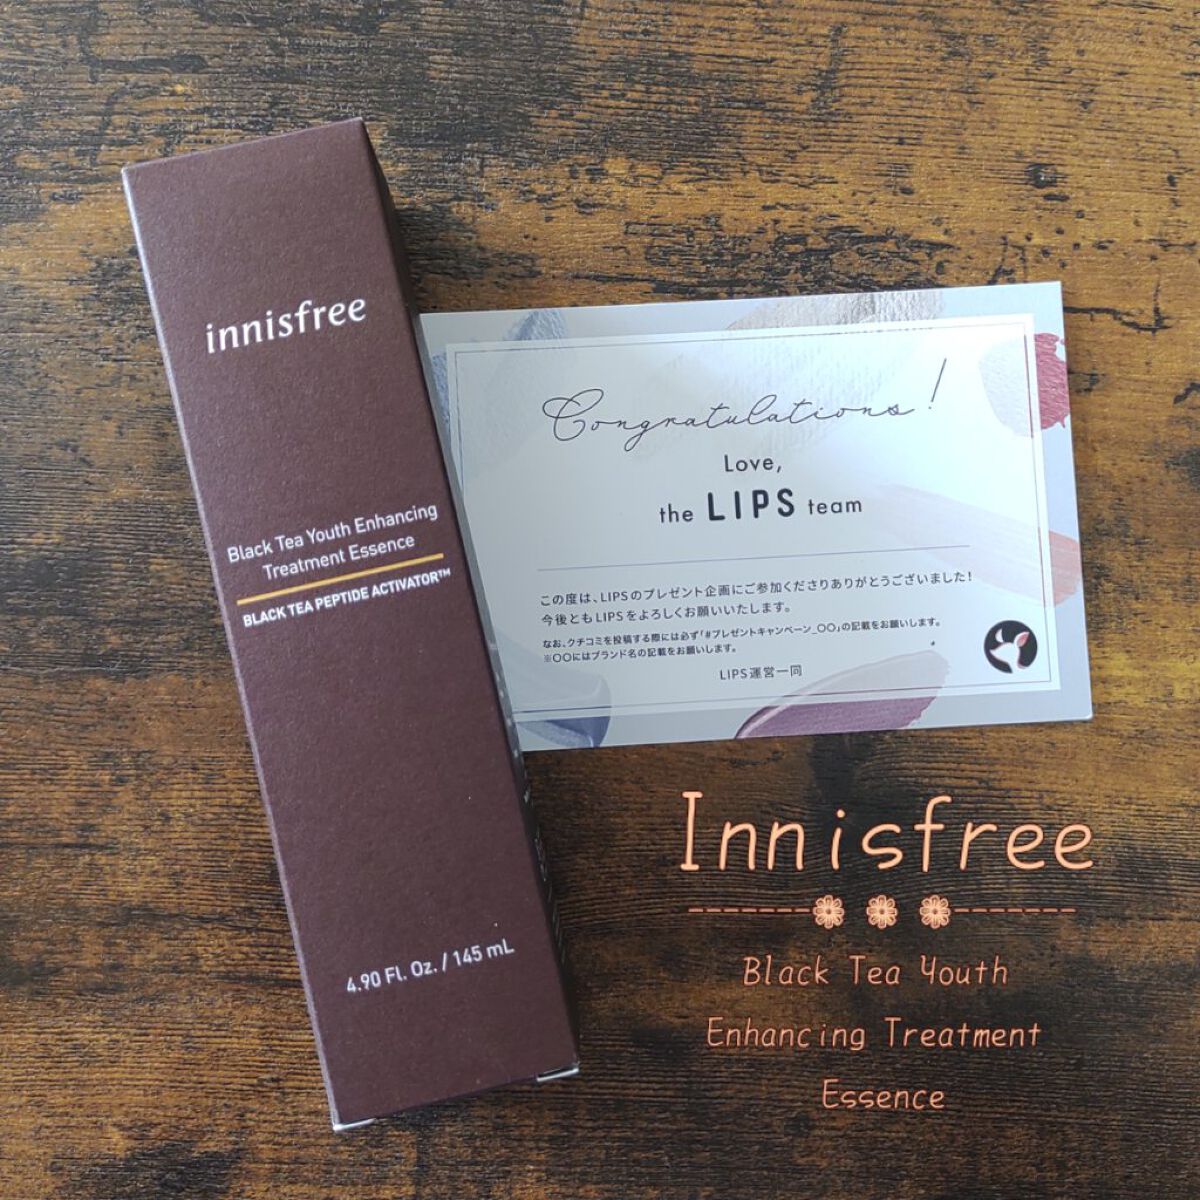 innisfree
Black Tea Youth Enhancing
Treatment Essence
BLACK TEA PEPTIDE ACTIVATOR™
4.90 Fl. Oz. / 145 mL
Congratulations!
Love,
the LIPS team
この度は、LIPSのプレゼント企画にご参加くださりありがとうございました!
今後ともLIPSをよろしくお願いいたします。
なお、クチコミを投稿する際には必ず「#プレゼントキャンペーン_〇〇」の記載をお願いします。
※〇〇にはブランド名の記載をお願いします。
LIPS運営一同
Innisfree
Black Tea Youth
Enhancing Treatment
Essence